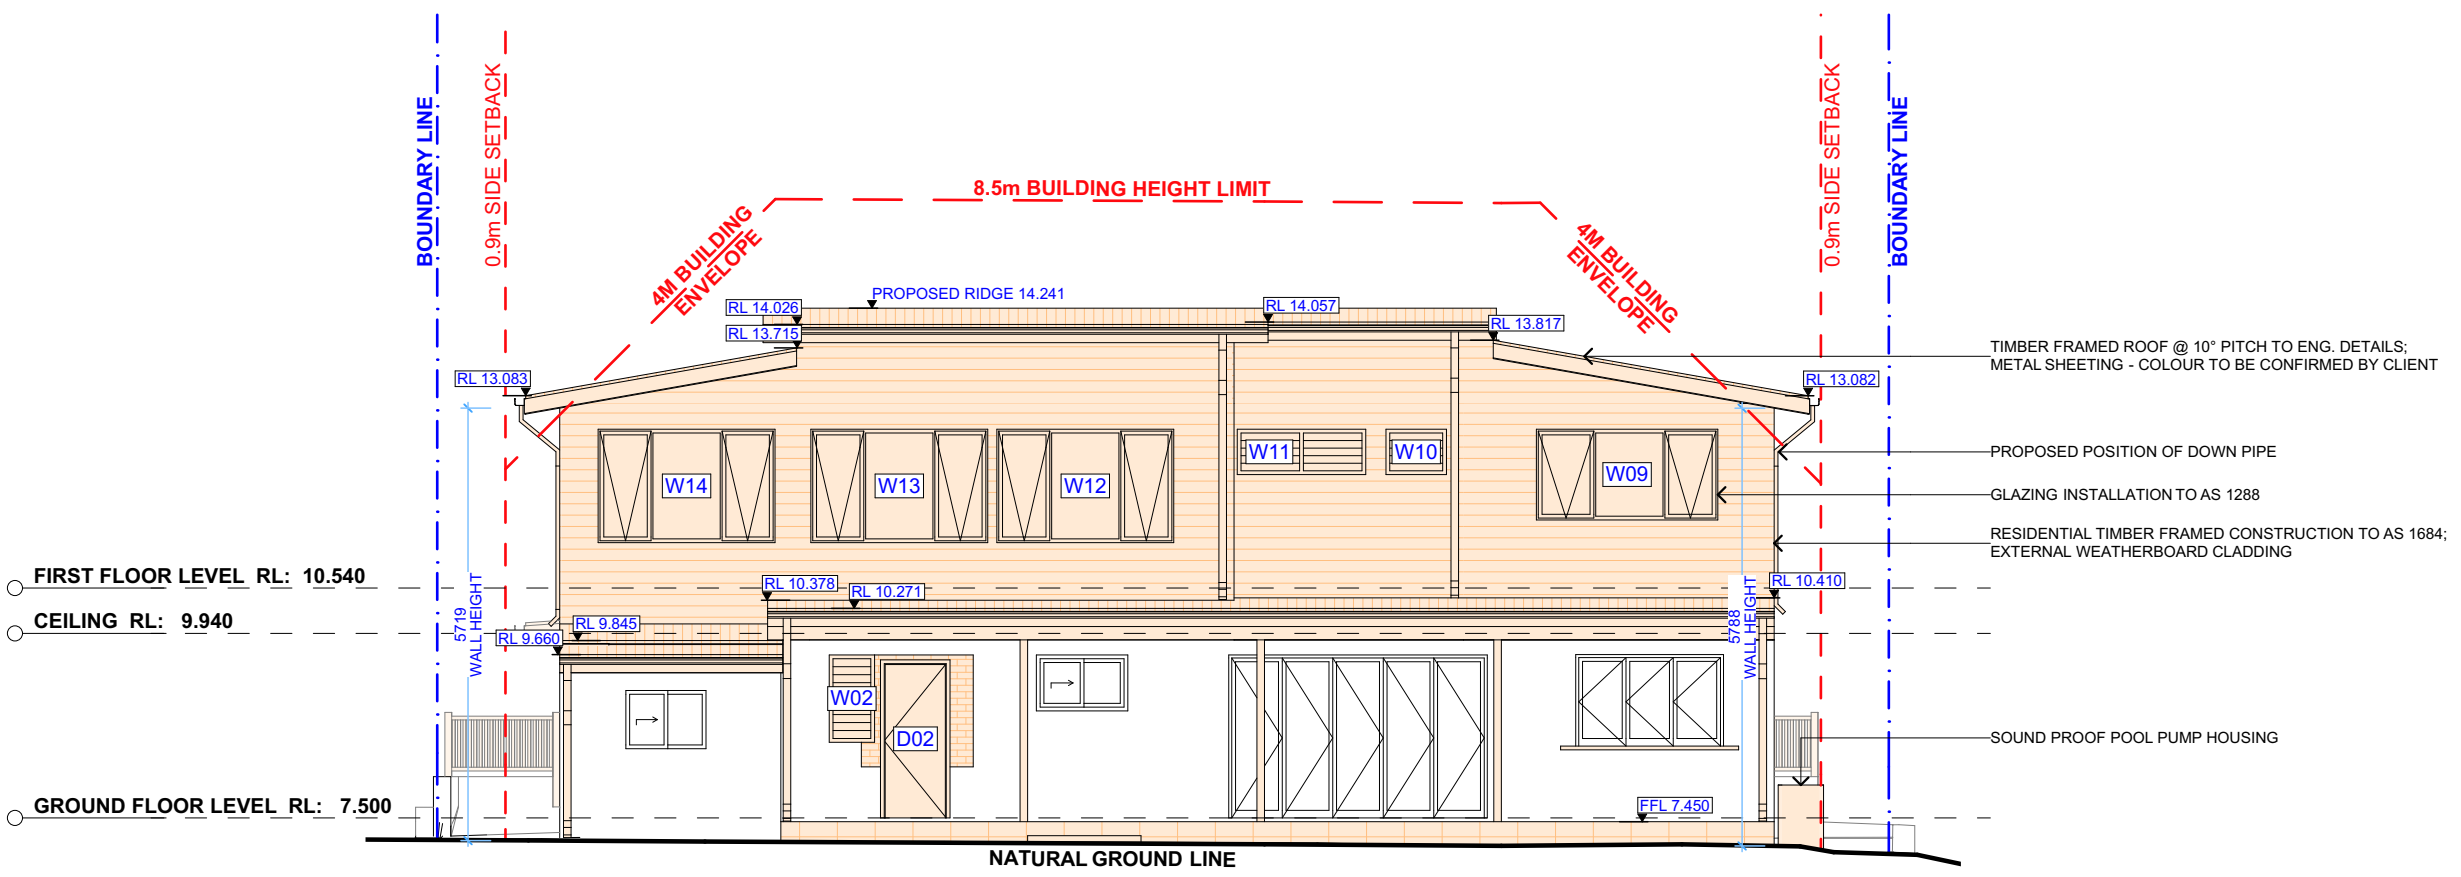 BOUNDARY LINE
0.9m SIDE SETBACK
0.9m SIDE SETBACK
BOUNDARY LINE
8.5m BUILDING HEIGHT LIMIT
4M BUILDING
ENVELOPE
4M BUILDING
ENVELOPE
PROPOSED RIDGE 14.241
RL 14.026
RL 14.057
RL 13.715
RL 13.817
RL 13.083
RL 13.082
TIMBER FRAMED ROOF @ 10° PITCH TO ENG. DETAILS;
METAL SHEETING - COLOUR TO BE CONFIRMED BY CLIENT
W14
W13
W12
W11
W10
W09
PROPOSED POSITION OF DOWN PIPE
GLAZING INSTALLATION TO AS 1288
RESIDENTIAL TIMBER FRAMED CONSTRUCTION TO AS 1684;
EXTERNAL WEATHERBOARD CLADDING
FIRST FLOOR LEVEL RL: 10.540
RL 10.378
RL 10.271
RL 10.410
CEILING RL: 9.940
RL 9.845
RL 9.660
5719
WALL HEIGHT
5788
WALL HEIGHT
W02
D02
SOUND PROOF POOL PUMP HOUSING
GROUND FLOOR LEVEL RL: 7.500
FFL 7.450
NATURAL GROUND LINE